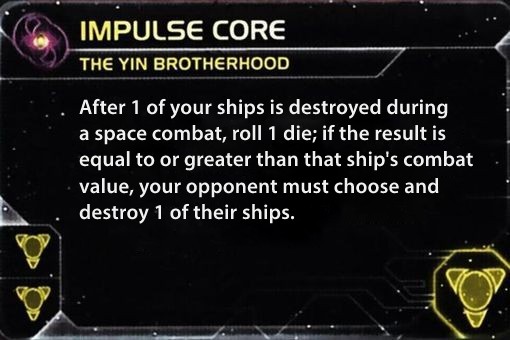 IMPULSE CORE
THE YIN BROTHERHOOD
After 1 of your ships is destroyed during
a space combat, roll 1 die; if the result is
equal to or greater than that ship's combat
value, your opponent must choose and
destroy 1 of their ships.